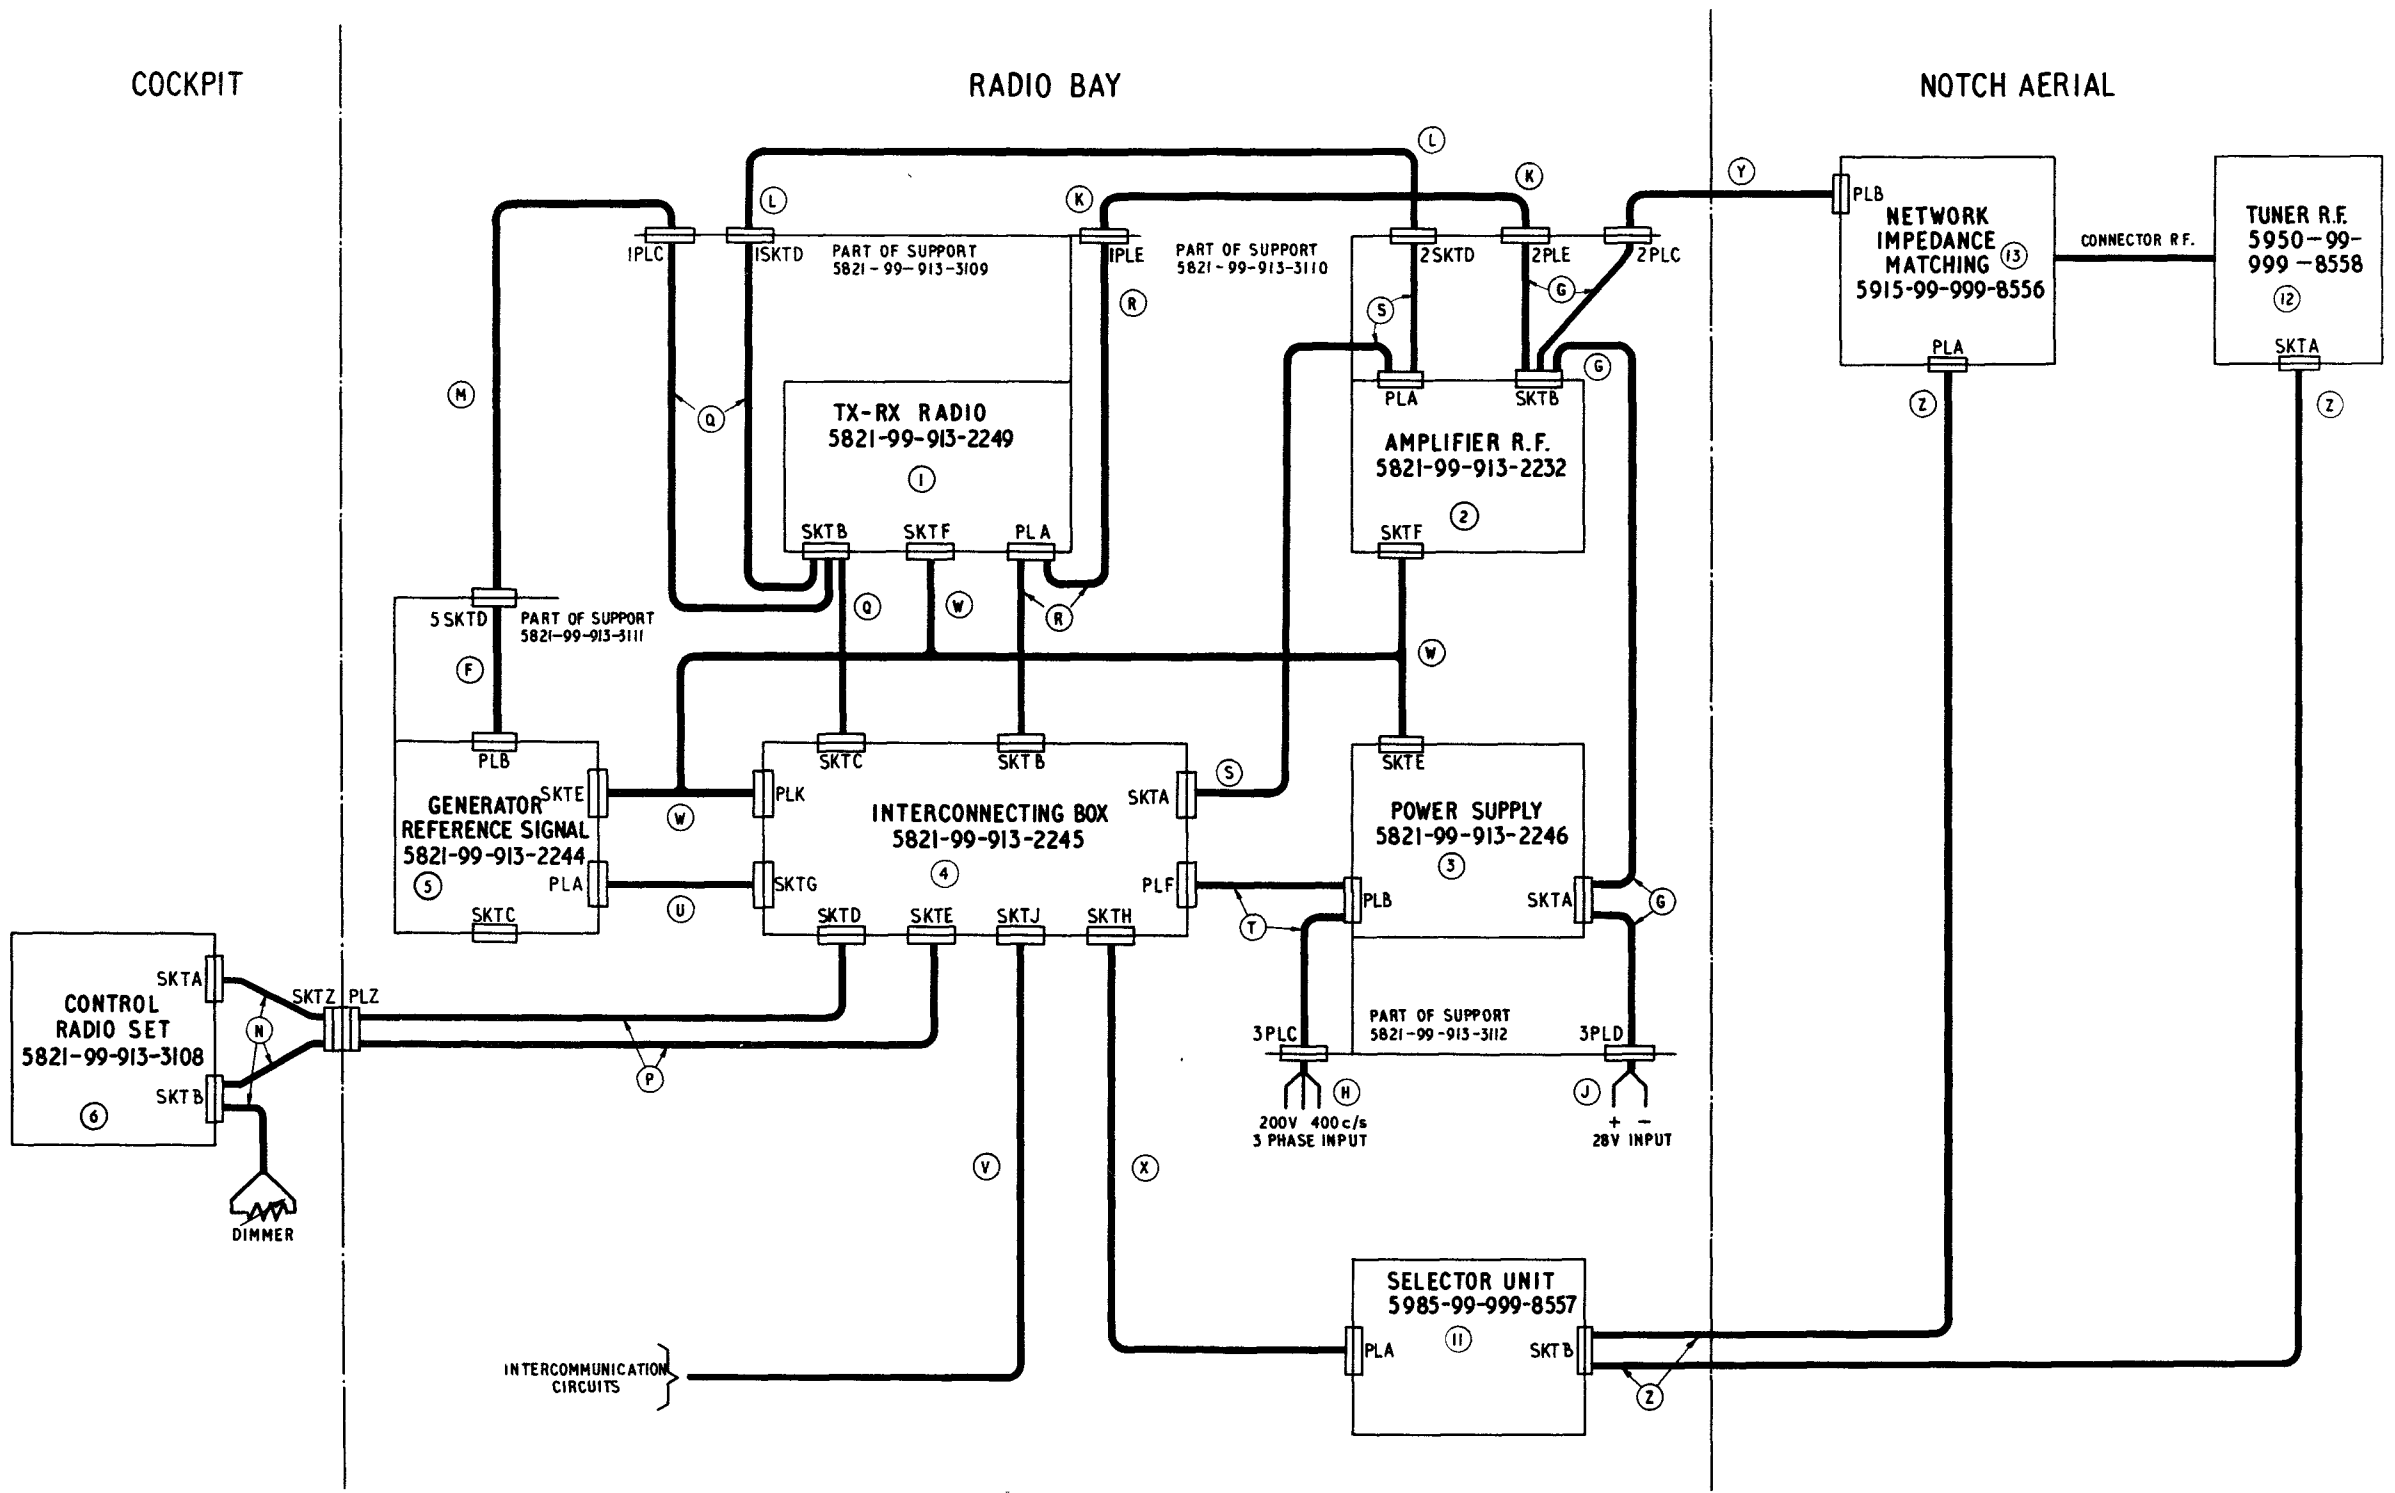 COCKPIT
RADIO BAY
NOTCH AERIAL
L
L
K
K
Y
1PLC
1SKTD
PART OF SUPPORT
5821-99-913-3109
1PLE
PART OF SUPPORT
5821-99-913-3110
2SKTD
2PLE
2PLC
PLB
NETWORK
IMPEDANCE
MATCHING
13
5915-99-999-8556
PLA
CONNECTOR R.F.
TUNER R.F.
5950-99-
999-8558
12
SKTA
Z
Z
M
Q
R
S
G
G
TX-RX RADIO
5821-99-913-2249
1
SKTB
SKTF
PLA
PLA
SKTB
AMPLIFIER R.F.
5821-99-913-2232
2
SKTF
5SKTD
PART OF SUPPORT
5821-99-913-3111
F
Q
W
R
W
PLB
SKTE
GENERATOR
REFERENCE SIGNAL
5821-99-913-2244
5
PLA
SKTC
W
U
SKTC
SKTB
PLK
SKTA
INTERCONNECTING BOX
5821-99-913-2245
4
SKTG
PLF
SKTD
SKTE
SKTJ
SKTH
S
T
SKTE
POWER SUPPLY
5821-99-913-2246
3
PLB
SKTA
G
PART OF SUPPORT
5821-99-913-3112
3PLC
3PLD
H
J
200V 400c/s
3 PHASE INPUT
+ -
28V INPUT
SKTA
CONTROL
RADIO SET
5821-99-913-3108
SKTB
6
N
SKTZ
PLZ
P
DIMMER
V
X
INTERCOMMUNICATION
CIRCUITS
SELECTOR UNIT
5985-99-999-8557
11
PLA
SKTB
Z